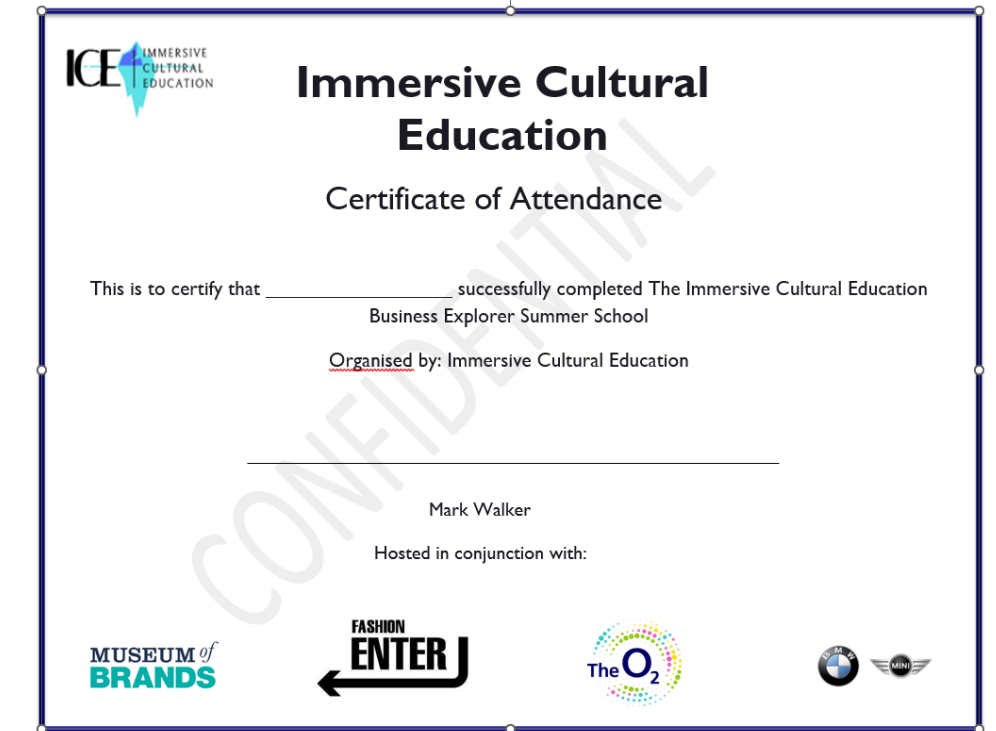 ICE IMMERSIVE
CULTURAL
EDUCATION
Immersive Cultural
Education
Certificate of Attendance
This is to certify that ____________________ successfully completed The Immersive Cultural Education
Business Explorer Summer School
Organised by: Immersive Cultural Education
CONFIDENTIAL
Mark Walker
Hosted in conjunction with:
MUSEUM of
BRANDS
FASHION
ENTER
The O2
BMW
MINI